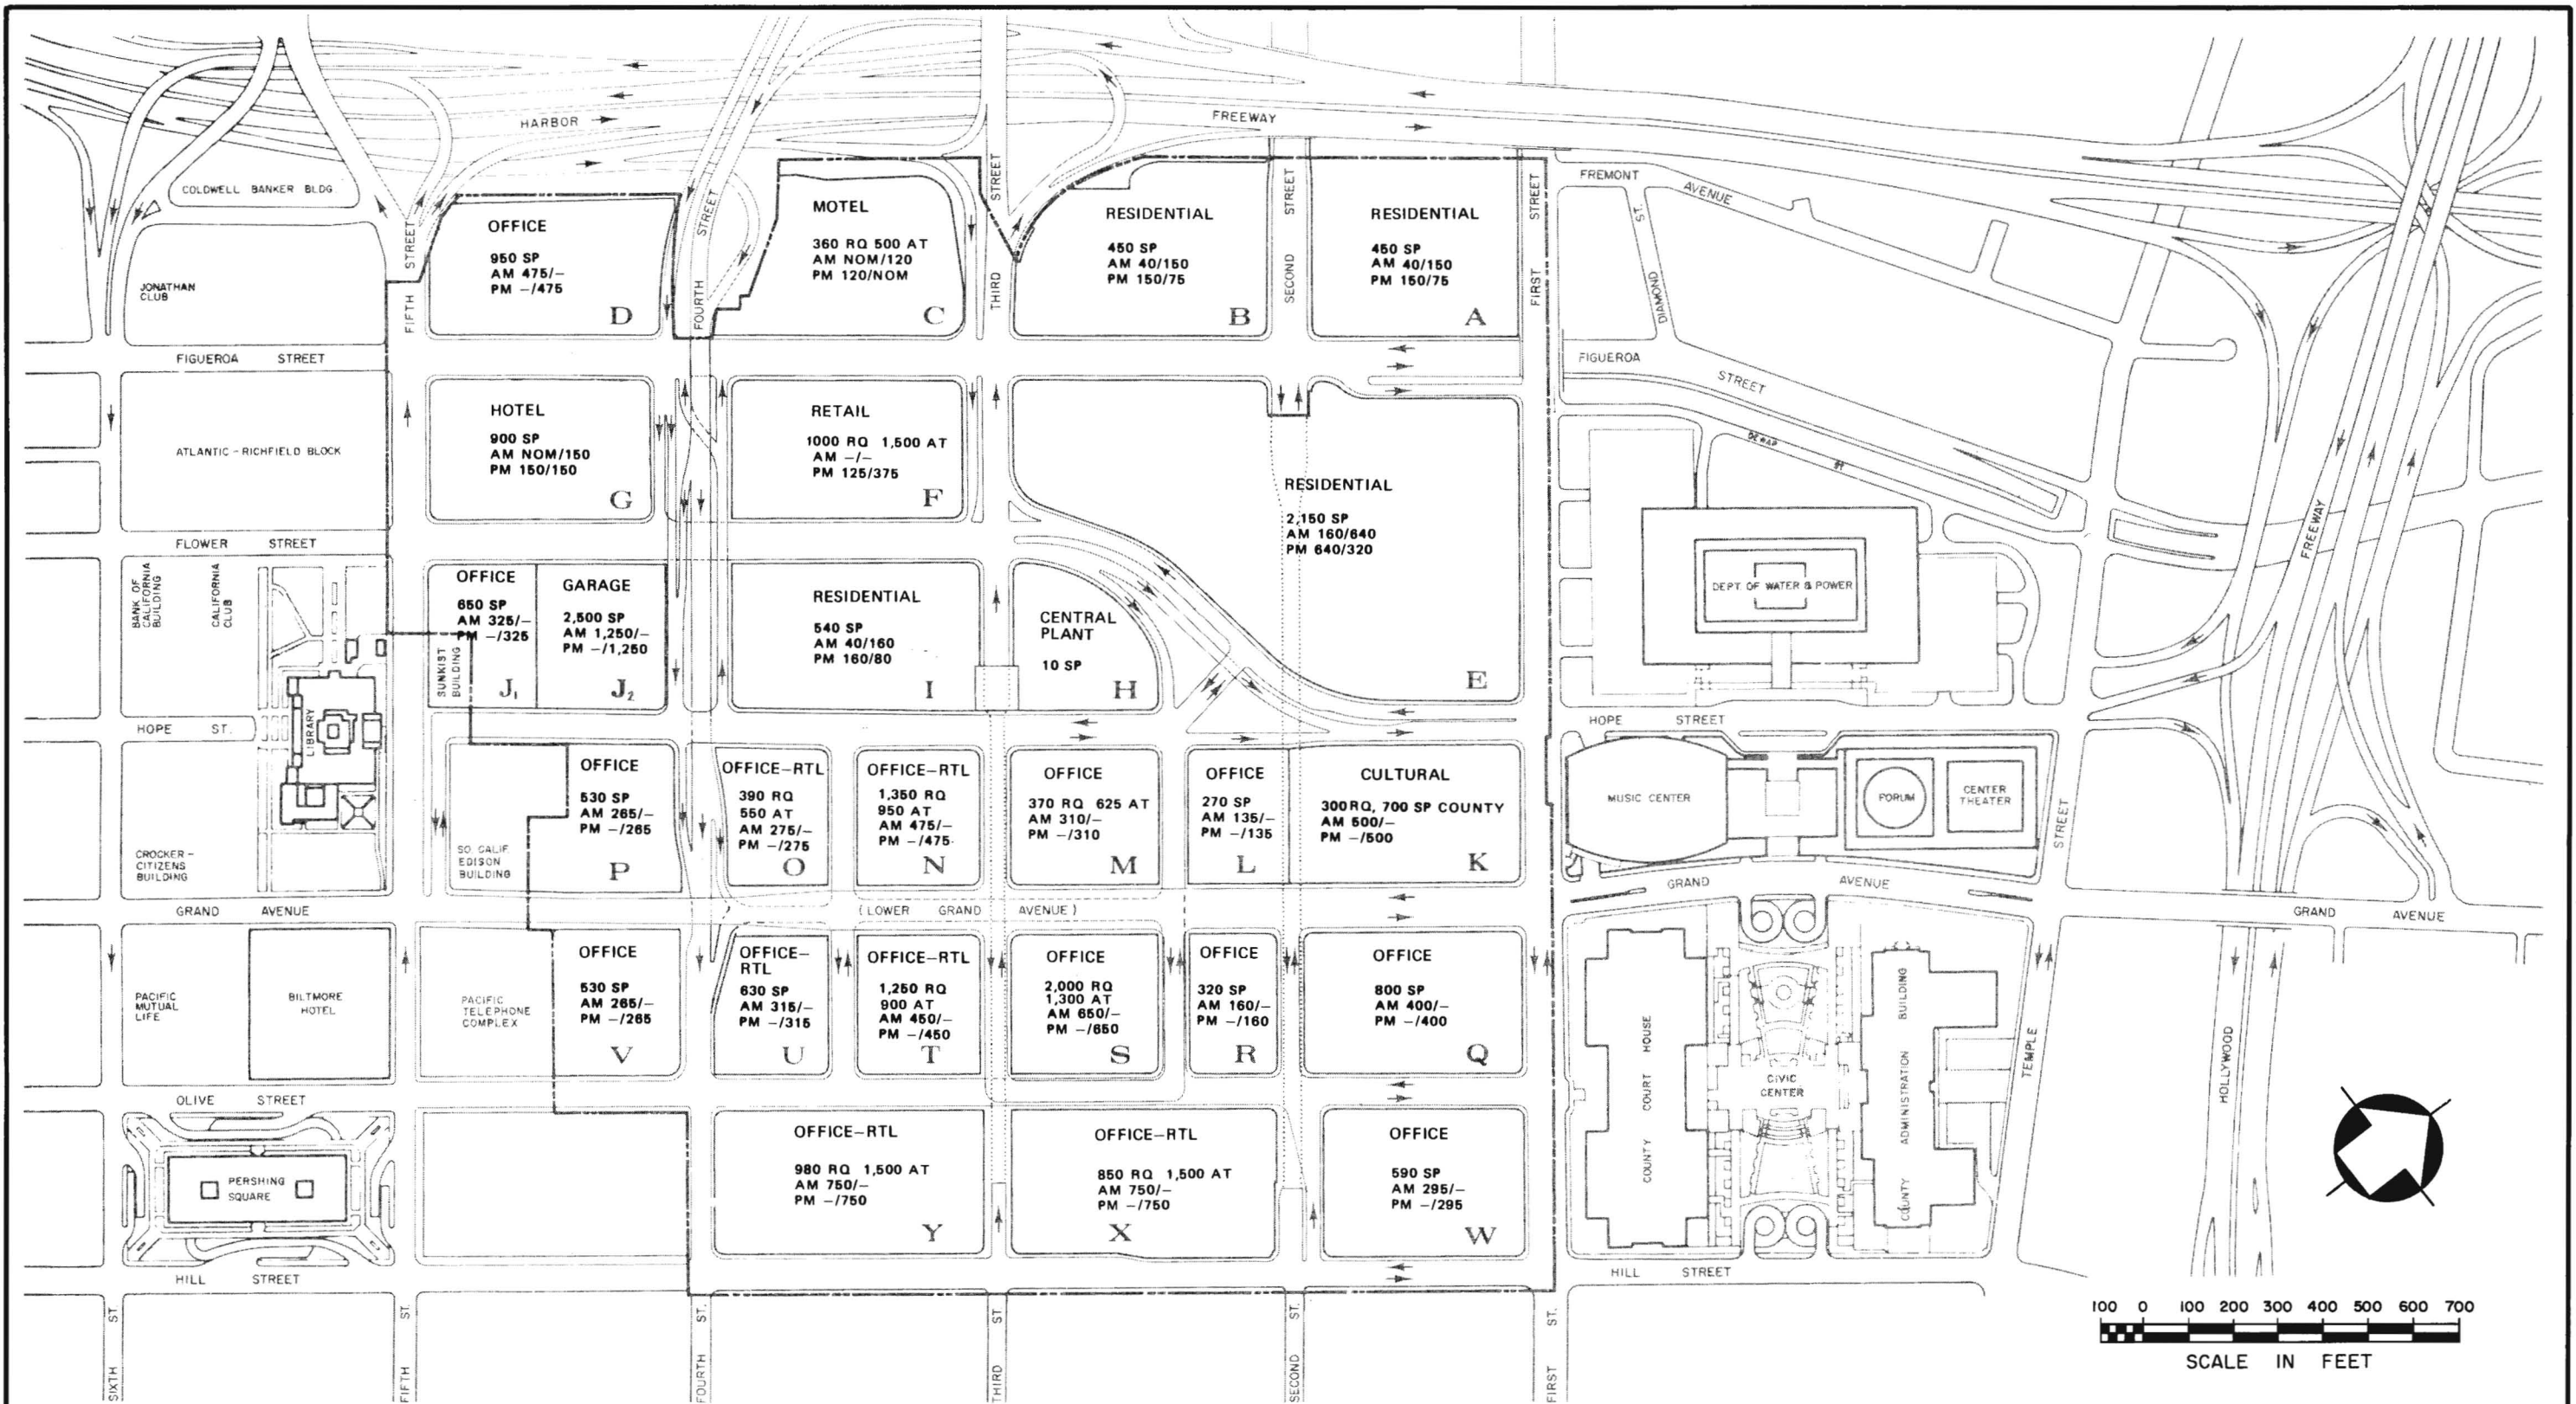 HARBOR
FREEWAY
COLDWELL BANKER BLDG.
JONATHAN
CLUB
FIFTH STREET
OFFICE
950 SP
AM 475/–
PM –/475
D
FOURTH STREET
MOTEL
360 RQ 500 AT
AM NOM/120
PM 120/NOM
C
THIRD STREET
RESIDENTIAL
450 SP
AM 40/150
PM 150/75
B
SECOND STREET
RESIDENTIAL
450 SP
AM 40/150
PM 150/75
A
FIRST STREET
FREMONT AVENUE
DIAMOND ST.
FIGUEROA STREET
FIGUEROA STREET
ATLANTIC – RICHFIELD BLOCK
HOTEL
900 SP
AM NOM/150
PM 150/150
G
RETAIL
1000 RQ 1,500 AT
AM –/–
PM 125/375
F
RESIDENTIAL
2,150 SP
AM 160/640
PM 640/320
E
DEWAP
DEPT. OF WATER & POWER
FREEWAY
FLOWER STREET
BANK OF
CALIFORNIA
BUILDING
CALIFORNIA
CLUB
OFFICE
650 SP
AM 325/–
PM –/325
SUNKIST
BUILDING
J1
GARAGE
2,500 SP
AM 1,250/–
PM –/1,250
J2
RESIDENTIAL
540 SP
AM 40/160
PM 160/80
I
CENTRAL
PLANT
10 SP
H
HOPE ST.
LIBRARY
HOPE STREET
CROCKER –
CITIZENS
BUILDING
SO. CALIF.
EDISON
BUILDING
OFFICE
530 SP
AM 265/–
PM –/265
P
OFFICE–RTL
390 RQ
550 AT
AM 275/–
PM –/275
O
OFFICE–RTL
1,350 RQ
950 AT
AM 475/–
PM –/475
N
OFFICE
370 RQ 625 AT
AM 310/–
PM –/310
M
OFFICE
270 SP
AM 135/–
PM –/135
L
CULTURAL
300RQ, 700 SP COUNTY
AM 500/–
PM –/500
K
MUSIC CENTER
FORUM
CENTER
THEATER
TEMPLE STREET
GRAND AVENUE
(LOWER GRAND AVENUE)
GRAND AVENUE
GRAND AVENUE
PACIFIC
MUTUAL
LIFE
BILTMORE
HOTEL
PACIFIC
TELEPHONE
COMPLEX
OFFICE
530 SP
AM 265/–
PM –/265
V
OFFICE–
RTL
630 SP
AM 315/–
PM –/315
U
OFFICE–RTL
1,250 RQ
900 AT
AM 450/–
PM –/450
T
OFFICE
2,000 RQ
1,300 AT
AM 650/–
PM –/650
S
OFFICE
320 SP
AM 160/–
PM –/160
R
OFFICE
800 SP
AM 400/–
PM –/400
Q
COUNTY COURT HOUSE
CIVIC
CENTER
COUNTY ADMINISTRATION BUILDING
HOLLYWOOD
OLIVE STREET
PERSHING
SQUARE
OFFICE–RTL
980 RQ 1,500 AT
AM 750/–
PM –/750
Y
OFFICE–RTL
850 RQ 1,500 AT
AM 750/–
PM –/750
X
OFFICE
590 SP
AM 295/–
PM –/295
W
HILL STREET
HILL STREET
SIXTH ST.
FIFTH ST.
FOURTH ST.
THIRD ST.
SECOND ST.
FIRST ST.
100 0 100 200 300 400 500 600 700
SCALE IN FEET